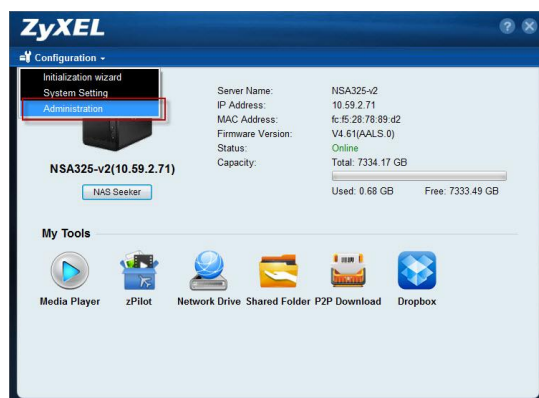 ZyXEL
Configuration
Initialization wizard
System Setting
Administration
NSA325-v2(10.59.2.71)
NAS Seeker
Server Name: NSA325-v2
IP Address: 10.59.2.71
MAC Address: fc:f5:28:78:89:d2
Firmware Version: V4.61(AALS.0)
Status: Online
Capacity: Total: 7334.17 GB
Used: 0.68 GB Free: 7333.49 GB
My Tools
Media Player zPilot Network Drive Shared Folder P2P Download Dropbox